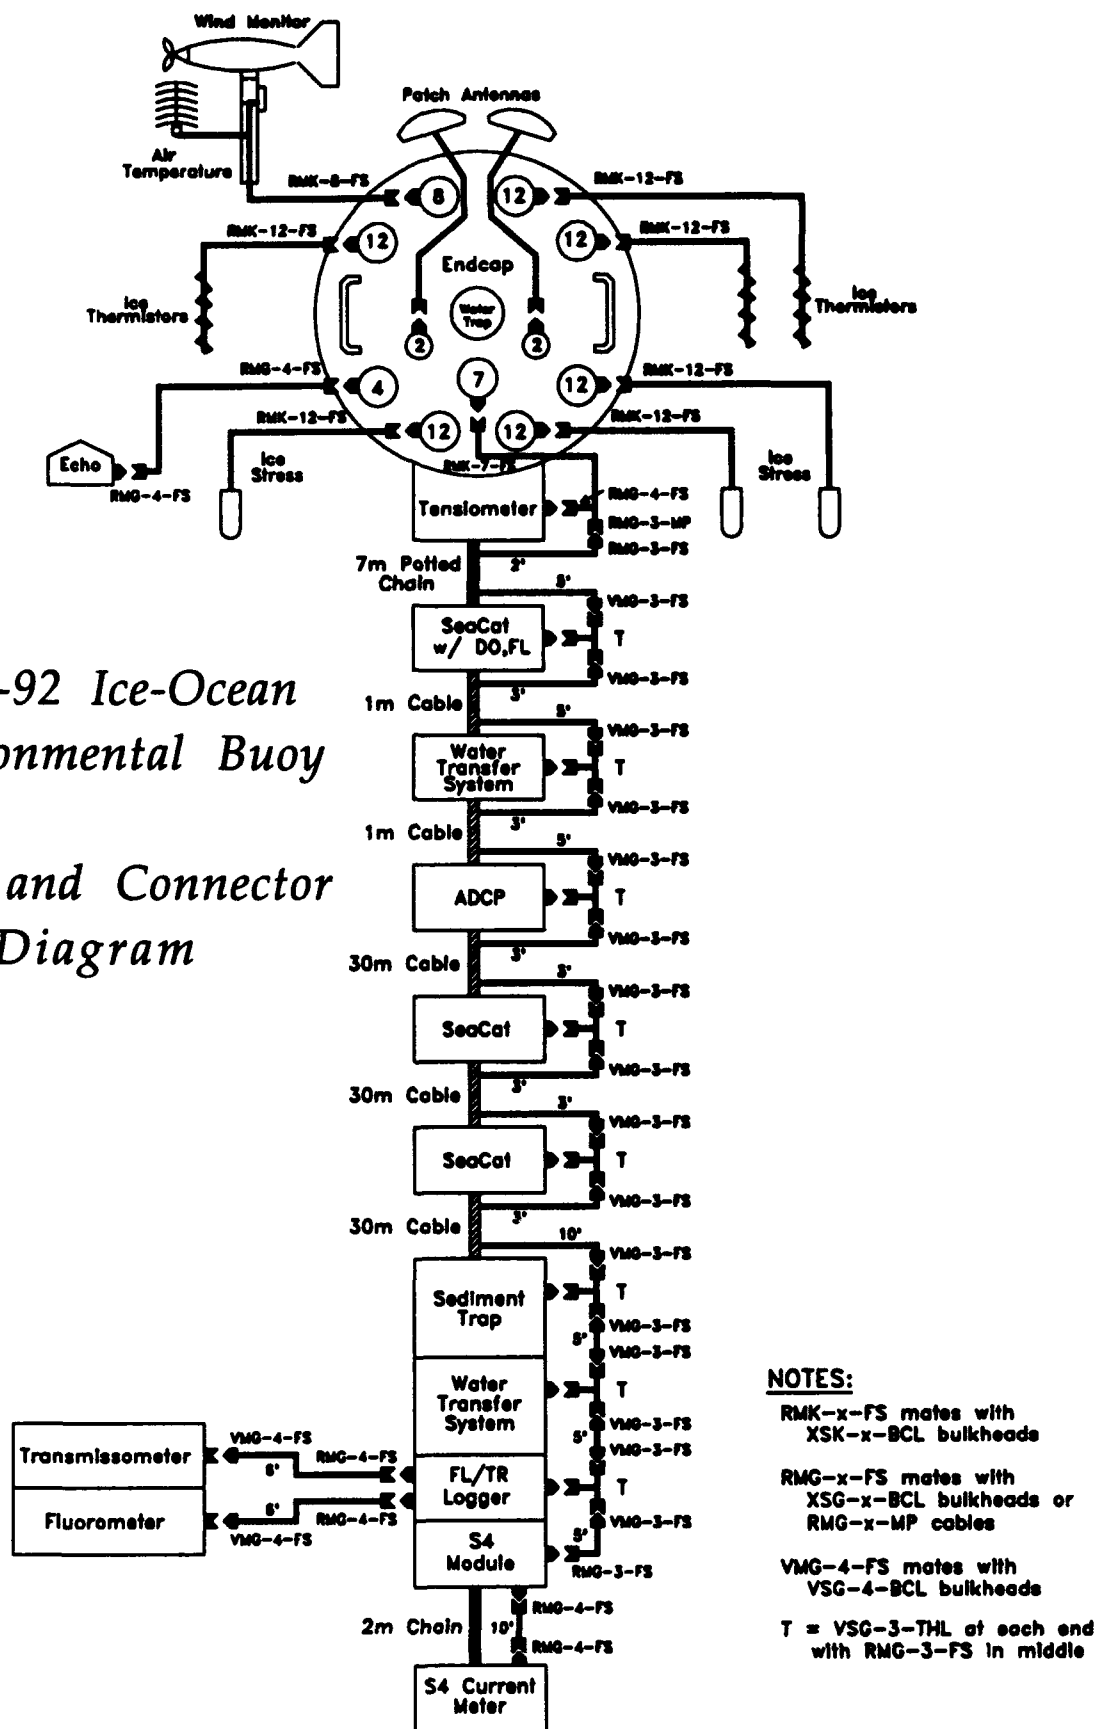 Wind Monitor
Patch Antennas
Air
Temperature
RMK-8-FS
8
12
RMK-12-FS
RMK-12-FS
12
12
RMK-12-FS
Endcap
Ice
Thermistors
Water
Trap
Ice
Thermistors
2
2
RMG-4-FS
4
7
12
RMK-12-FS
RMK-12-FS
12
12
RMK-12-FS
Echo
RMG-4-FS
Ice
Stress
RMK-7-FS
Ice
Stress
Tensiometer
RMG-4-FS
RMG-3-MP
RMG-3-FS
7m Potted
Chain
2'
5'
VMG-3-FS
SeaCat
w/ DO,FL
T
VMG-3-FS
3'
-92 Ice-Ocean
1m Cable
5'
VMG-3-FS
onmental Buoy
Water
Transfer
System
T
VMG-3-FS
3'
1m Cable
5'
VMG-3-FS
and Connector
ADCP
T
Diagram
VMG-3-FS
3'
30m Cable
3'
VMG-3-FS
SeaCat
T
VMG-3-FS
3'
30m Cable
3'
VMG-3-FS
SeaCat
T
VMG-3-FS
3'
30m Cable
10'
VMG-3-FS
Sediment
Trap
T
VMG-3-FS
5'
VMG-3-FS
Water
Transfer
System
T
VMG-3-FS
5'
VMG-3-FS
Transmissometer
VMG-4-FS
6'
RMG-4-FS
FL/TR
Logger
T
Fluorometer
6'
VMG-4-FS
RMG-4-FS
VMG-3-FS
5'
S4
Module
RMG-3-FS
2m Chain
RMG-4-FS
10'
RMG-4-FS
S4 Current
Meter
NOTES:
RMK-x-FS mates with
XSK-x-BCL bulkheads
RMG-x-FS mates with
XSG-x-BCL bulkheads or
RMG-x-MP cables
VMG-4-FS mates with
VSG-4-BCL bulkheads
T = VSG-3-THL at each end
with RMG-3-FS in middle